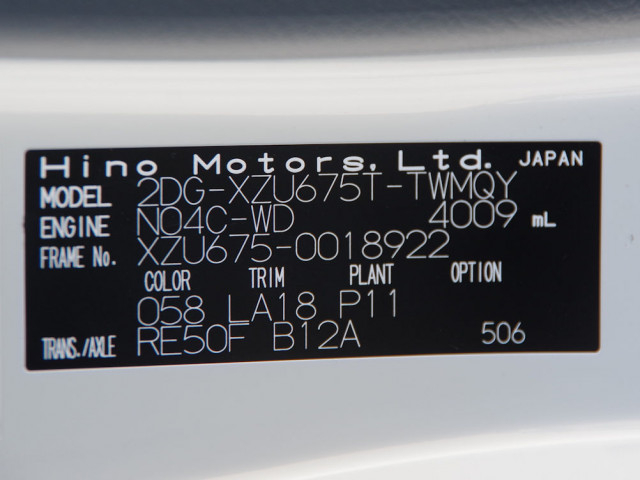 Hino Motors, Ltd. JAPAN
MODEL 2DG-XZU675T-TWMQY
ENGINE N04C-WD 4009 mL
FRAME No. XZU675-0018922
COLOR TRIM PLANT OPTION
058 LA18 P11
TRANS./AXLE RE50F B12A 506